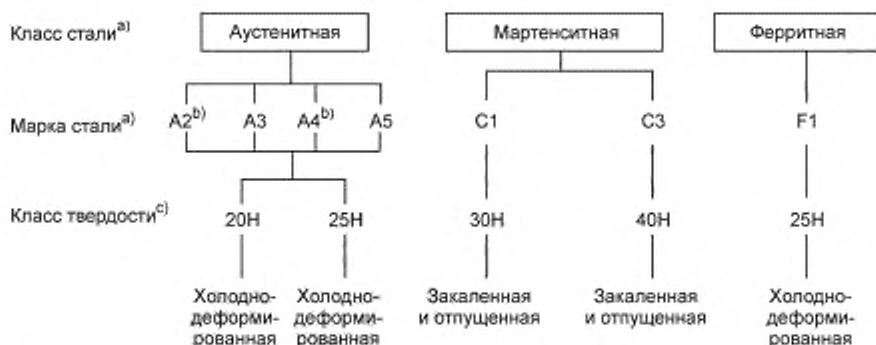 Класс стали a)
Аустенитная
Мартенситная
Ферритная
Марка стали a)
A2 b)
A3
A4 b)
A5
C1
C3
F1
Класс твердости c)
20H
25H
30H
40H
25H
Холодно-
деформи-
рованная
Холодно-
деформи-
рованная
Закаленная
и отпущенная
Закаленная
и отпущенная
Холодно-
деформи-
рованная